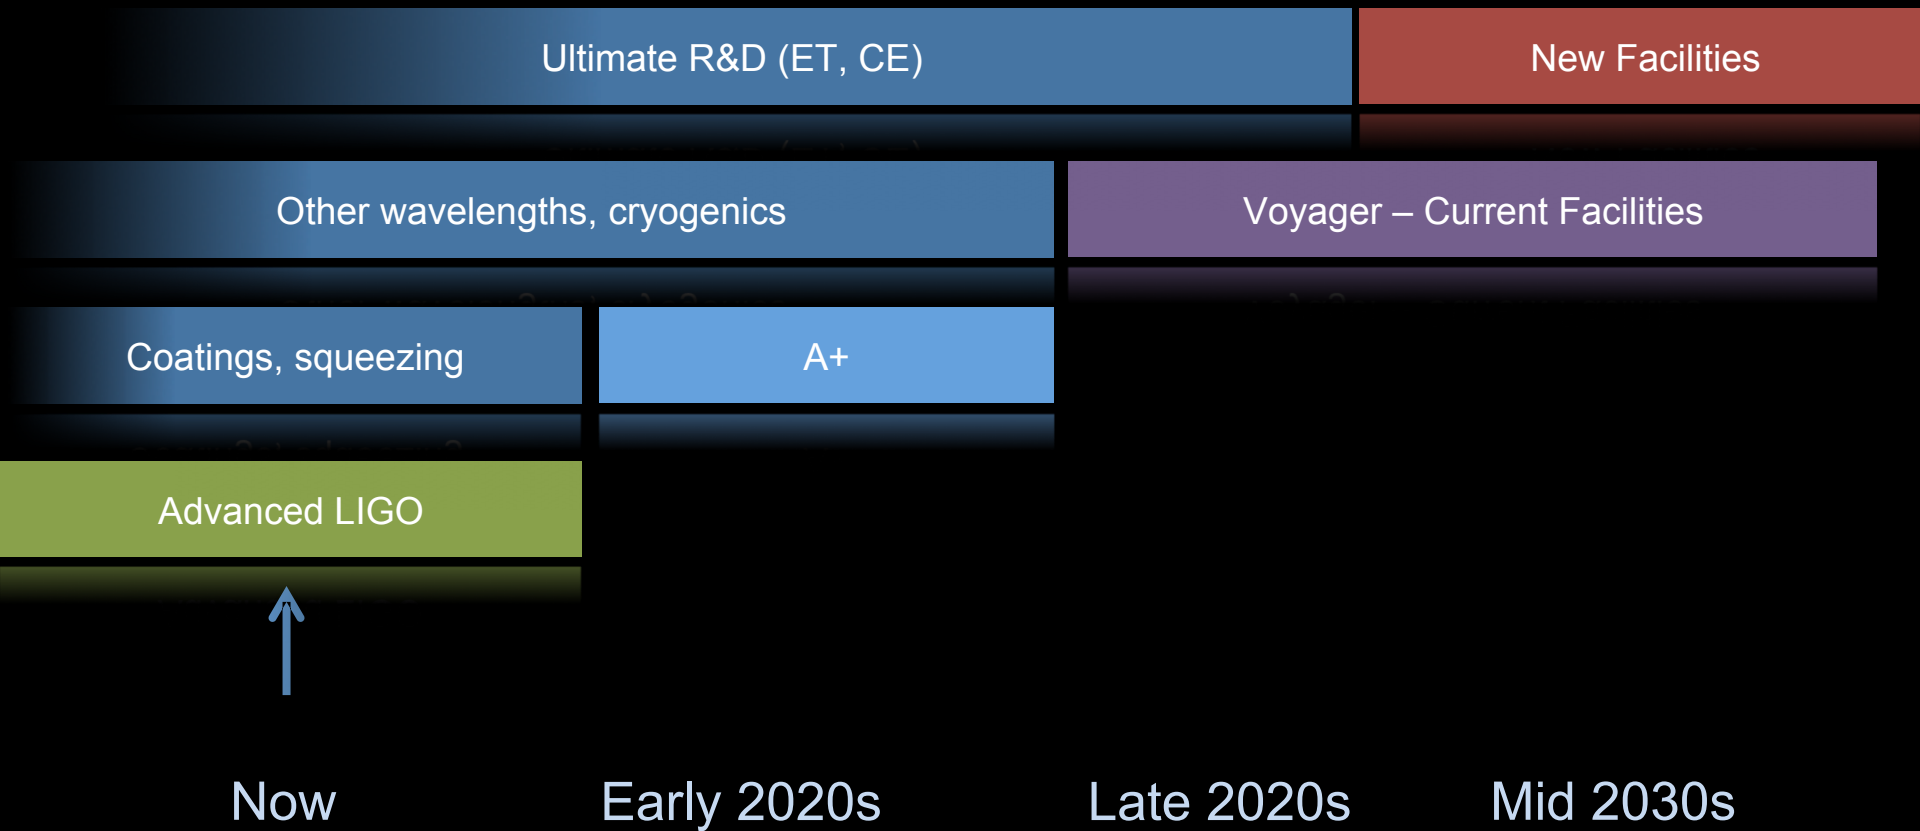 Ultimate R&D (ET, CE)
New Facilities
Other wavelengths, cryogenics
Voyager – Current Facilities
Coatings, squeezing
A+
Advanced LIGO
Now
Early 2020s
Late 2020s
Mid 2030s